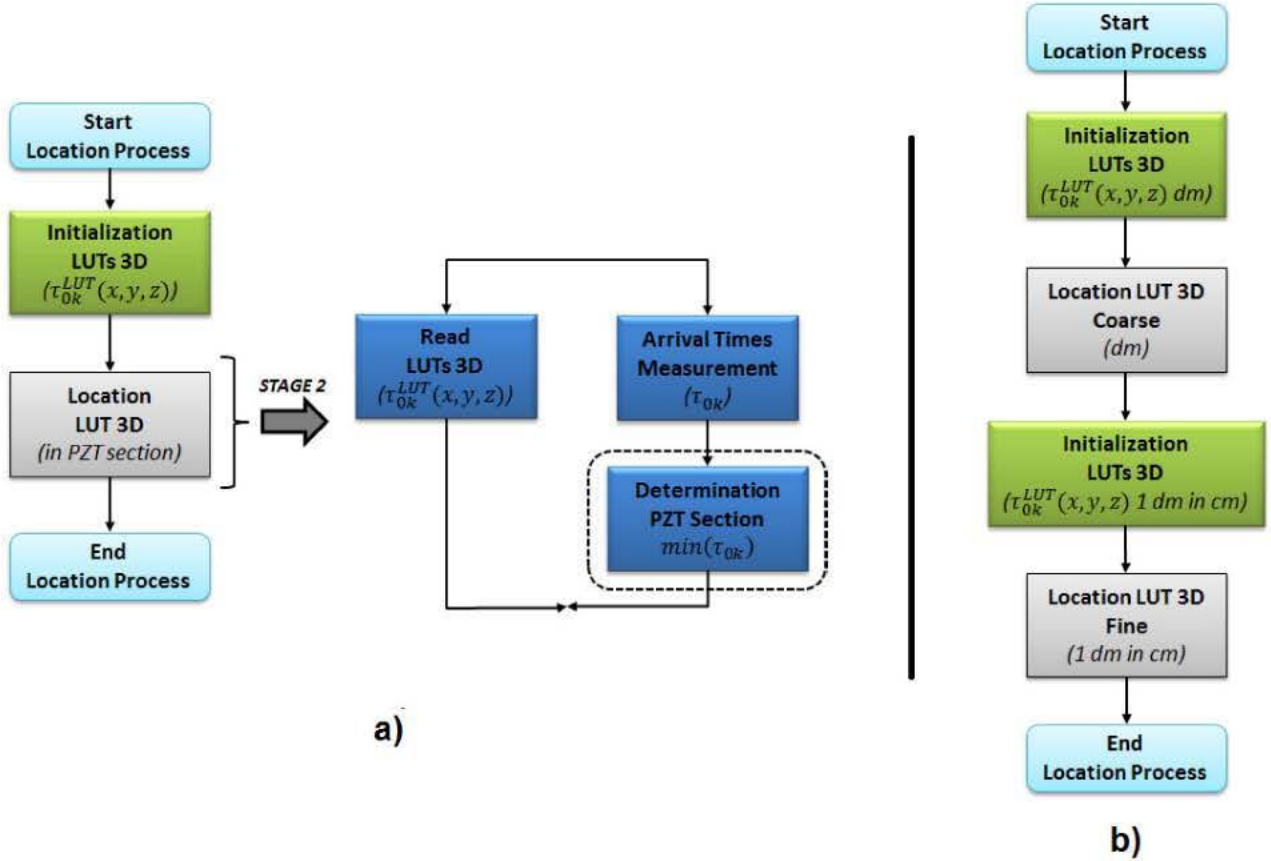 Start
Location Process
Initialization
LUTs 3D
(τ₀ₖᴸᵁᵀ(x, y, z))
Location
LUT 3D
(in PZT section)
End
Location Process
STAGE 2
Read
LUTs 3D
(τ₀ₖᴸᵁᵀ(x, y, z))
Arrival Times
Measurement
(τ₀ₖ)
Determination
PZT Section
min(τ₀ₖ)
a)
Start
Location Process
Initialization
LUTs 3D
(τ₀ₖᴸᵁᵀ(x, y, z) dm)
Location LUT 3D
Coarse
(dm)
Initialization
LUTs 3D
(τ₀ₖᴸᵁᵀ(x, y, z) 1 dm in cm)
Location LUT 3D
Fine
(1 dm in cm)
End
Location Process
b)